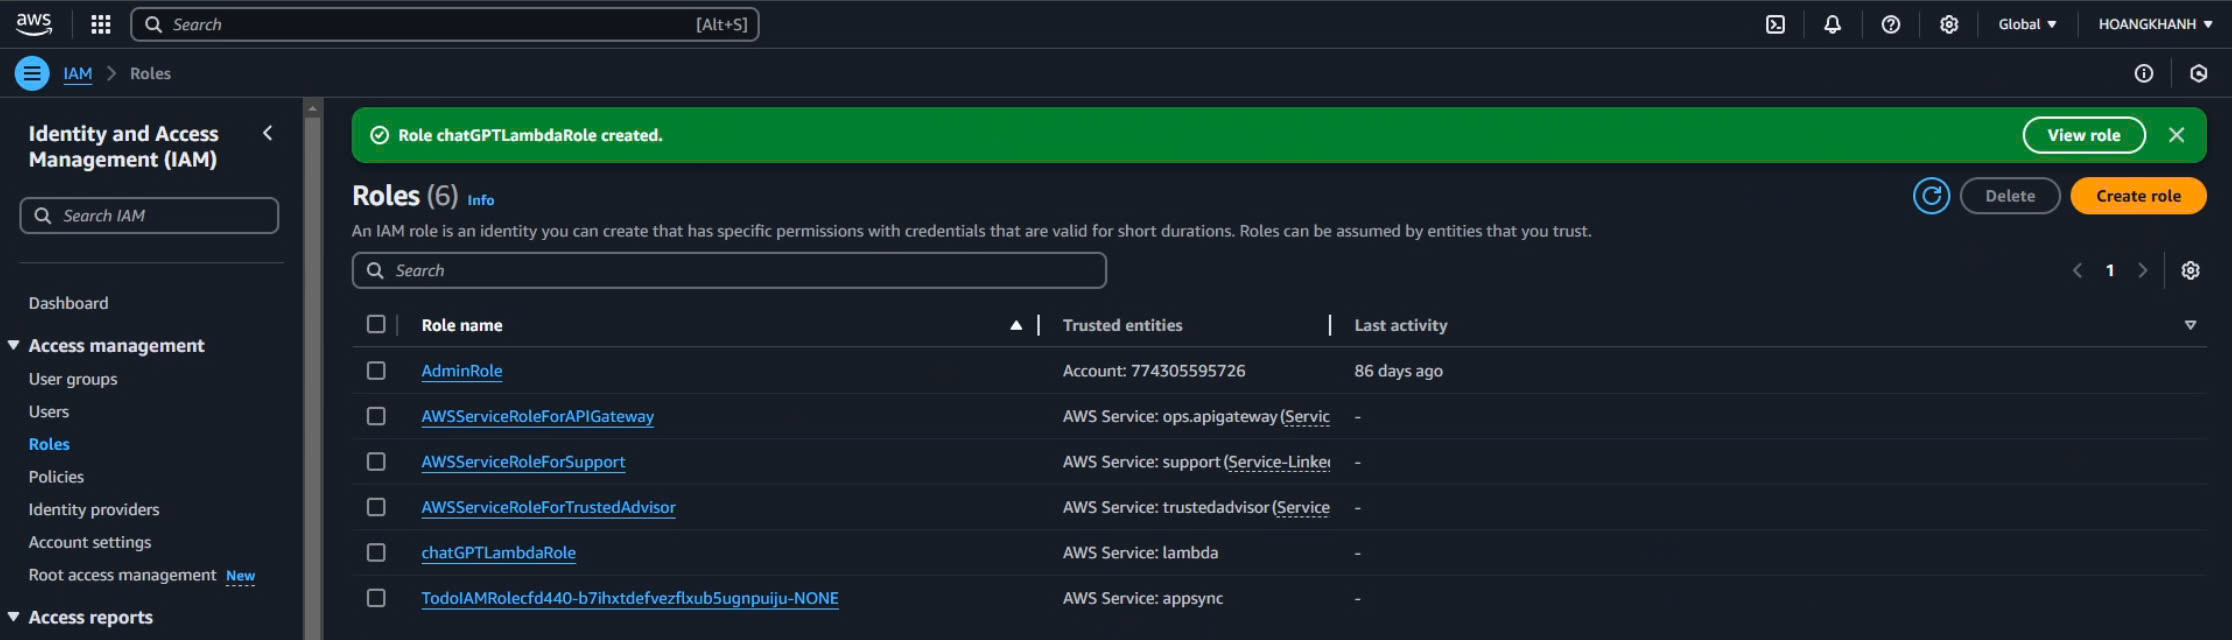 aws
Search [Alt+S]
Global
HOANGKHANH
IAM
Roles
Identity and Access
Management (IAM)
Search IAM
Dashboard
Access management
User groups
Users
Roles
Policies
Identity providers
Account settings
Root access management New
Access reports
Role chatGPTLambdaRole created.
View role
Roles (6) Info
Delete
Create role
An IAM role is an identity you can create that has specific permissions with credentials that are valid for short durations. Roles can be assumed by entities that you trust.
Search
1
Role name Trusted entities Last activity
AdminRole Account: 774305595726 86 days ago
AWSServiceRoleForAPIGateway AWS Service: ops.apigateway (Servic -
AWSServiceRoleForSupport AWS Service: support (Service-Linke -
AWSServiceRoleForTrustedAdvisor AWS Service: trustedadvisor (Service -
chatGPTLambdaRole AWS Service: lambda -
TodoIAMRolecfd440-b7ihxtdefvezflxub5ugnpuiju-NONE AWS Service: appsync -